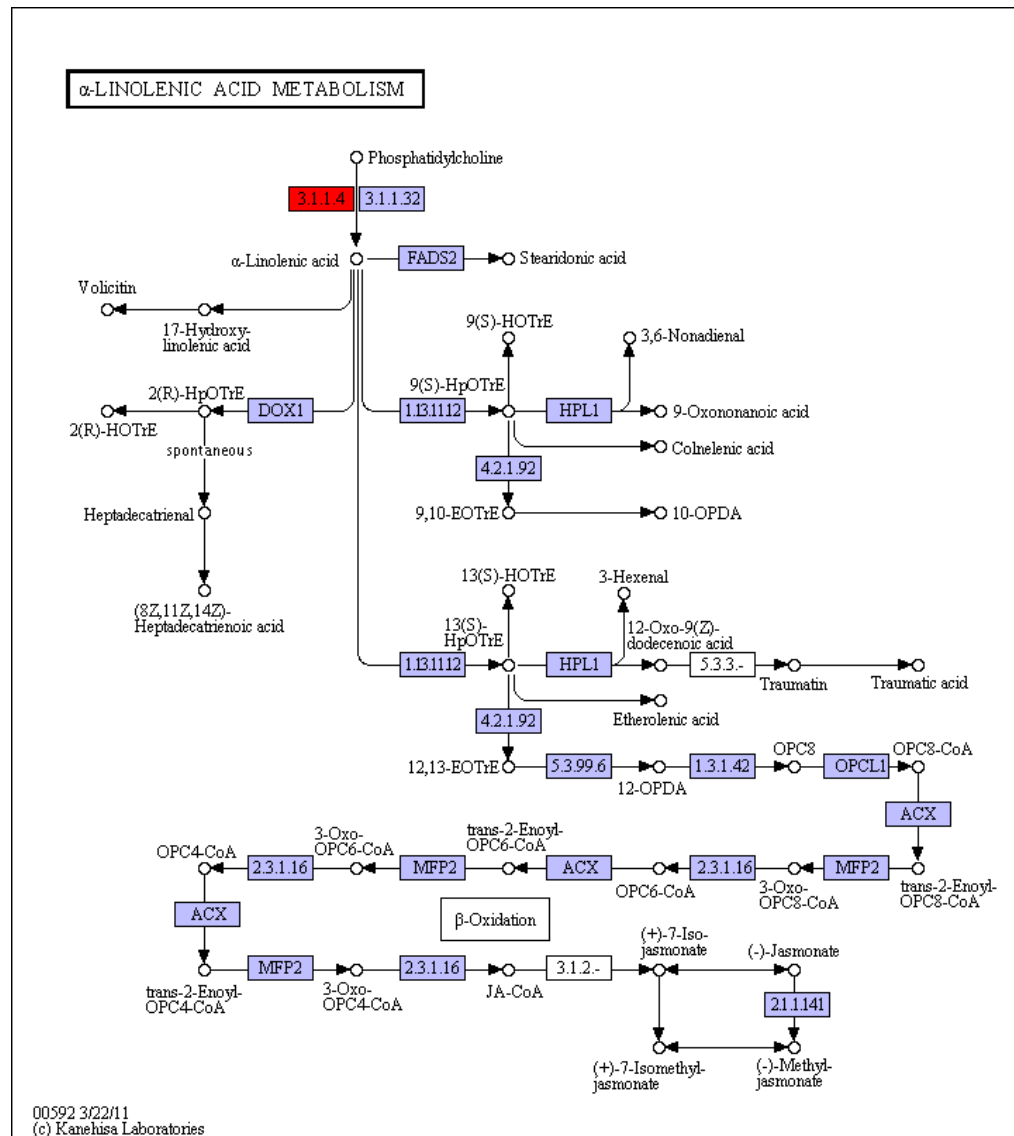 α-LINOLENIC ACID METABOLISM
Phosphatidylcholine
3.1.1.4
3.1.1.32
α-Linolenic acid
FADS2
Stearidonic acid
Volicitin
17-Hydroxy-
linolenic acid
9(S)-HOTrE
3,6-Nonadienal
2(R)-HpOTrE
DOX1
9(S)-HpOTrE
1.13.11.12
HPL1
9-Oxononanoic acid
2(R)-HOTrE
spontaneous
Colnelenic acid
4.2.1.92
Heptadecatrienal
9,10-EOTrE
10-OPDA
13(S)-HOTrE
3-Hexenal
(8Z,11Z,14Z)-
Heptadecatrienoic acid
13(S)-
HpOTrE
12-Oxo-9(Z)-
dodecenoic acid
1.13.11.12
HPL1
5.3.3.-
Traumatin
Traumatic acid
Etherolenic acid
4.2.1.92
12,13-EOTrE
5.3.99.6
12-OPDA
1.3.1.42
OPC8
OPCL1
OPC8-CoA
ACX
OPC4-CoA
2.3.1.16
3-Oxo-
OPC6-CoA
MFP2
trans-2-Enoyl-
OPC6-CoA
ACX
OPC6-CoA
2.3.1.16
3-Oxo-
OPC8-CoA
MFP2
trans-2-Enoyl-
OPC8-CoA
ACX
β-Oxidation
(+)-7-Iso-
jasmonate
(-)-Jasmonate
trans-2-Enoyl-
OPC4-CoA
MFP2
3-Oxo-
OPC4-CoA
2.3.1.16
JA-CoA
3.1.2.-
2.1.1.141
(+)-7-Isomethyl-
jasmonate
(-)-Methyl-
jasmonate
00592 3/22/11
(c) Kanehisa Laboratories